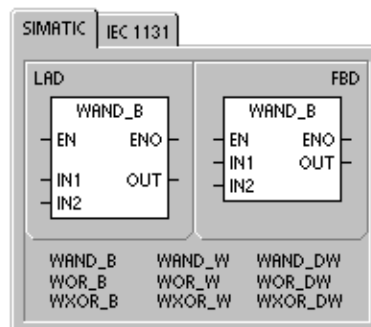 SIMATIC IEC 1131
LAD FBD
WAND_B
EN ENO
IN1 OUT
IN2
WAND_B
EN ENO
IN1 OUT
IN2
WAND_B WAND_W WAND_DW
WOR_B WOR_W WOR_DW
WXOR_B WXOR_W WXOR_DW